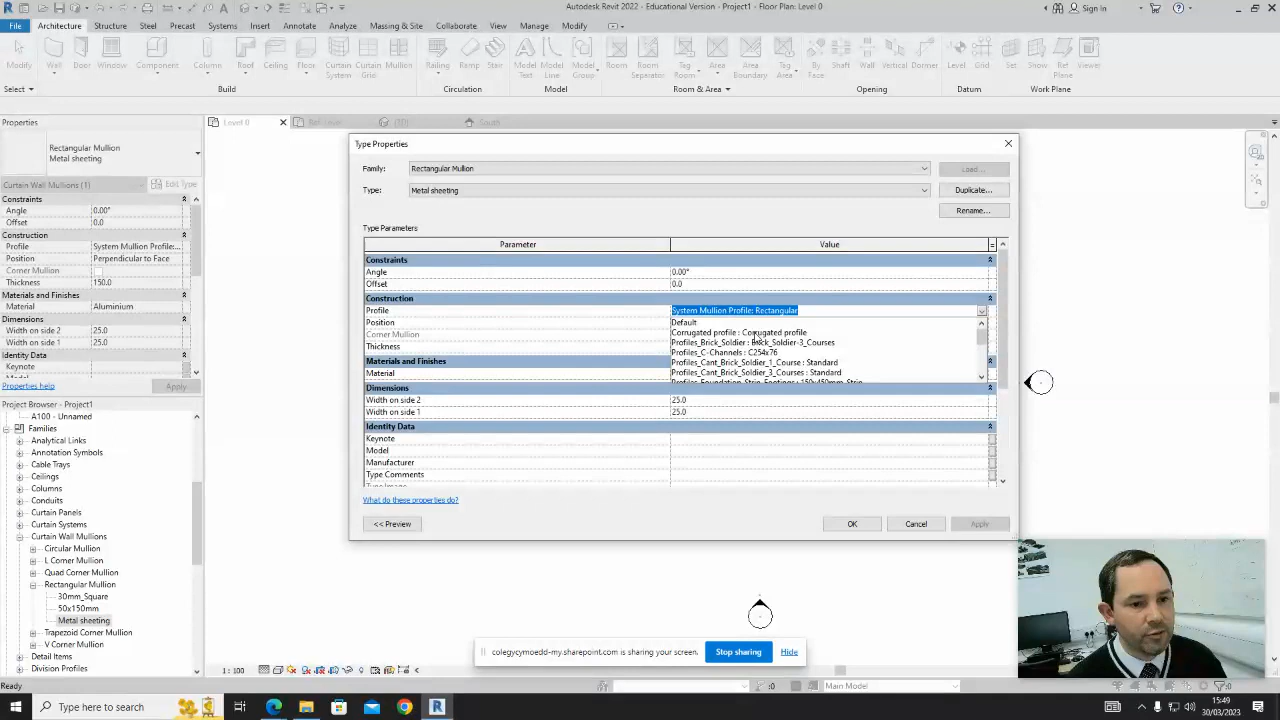 Autodesk Revit 2022 - Educational Version - Project1 - Floor Plan: Level 0
Sign In
File Architecture Structure Steel Precast Systems Insert Annotate Analyze Massing & Site Collaborate View Manage Modify
Modify Wall Door Window Component Column Roof Ceiling Floor Curtain System Curtain Grid Mullion Railing Ramp Stair Model Text Model Line Model Group Room Room Separator Tag Room Area Area Boundary Tag Area By Face Shaft Wall Vertical Dormer Level Grid Set Show Ref Plane Viewer
Select Build Circulation Model Room & Area Opening Datum Work Plane
Properties
Level 0
Ref. Level
{3D}
South
Rectangular Mullion
Metal sheeting
Curtain Wall Mullions (1)
Edit Type
Constraints
Angle 0.00°
Offset 0.0
Construction
Profile System Mullion Profile:...
Position Perpendicular to Face
Corner Mullion
Thickness 150.0
Materials and Finishes
Material Aluminium
Dimensions
Width on side 2 25.0
Width on side 1 25.0
Identity Data
Keynote
Properties help
Apply
Project Browser - Project1
A100 - Unnamed
Families
Analytical Links
Annotation Symbols
Cable Trays
Ceilings
Columns
Conduits
Curtain Panels
Curtain Systems
Curtain Wall Mullions
Circular Mullion
L Corner Mullion
Quad Corner Mullion
Rectangular Mullion
30mm_Square
50x150mm
Metal sheeting
Trapezoid Corner Mullion
V Corner Mullion
Detail Items
Division Profiles
Type Properties
Family: Rectangular Mullion Load...
Type: Metal sheeting Duplicate...
Rename...
Type Parameters
Parameter Value =
Constraints
Angle 0.00°
Offset 0.0
Construction
Profile System Mullion Profile: Rectangular
Position Default
Corner Mullion Corrugated profile : Corrugated profile
Profiles_Brick_Soldier : Brick_Soldier-3_Courses
Thickness Profiles_C-Channels : C254x76
Materials and Finishes Profiles_Cant_Brick_Soldier_1_Course : Standard
Material Profiles_Cant_Brick_Soldier_3_Courses : Standard
Profiles_Foundation_Strip_Footings : 150x450mm_Strip
Dimensions
Width on side 2 25.0
Width on side 1 25.0
Identity Data
Keynote
Model
Manufacturer
Type Comments
Type Image
What do these properties do?
<< Preview OK Cancel Apply
colegycymoedd-my.sharepoint.com is sharing your screen. Stop sharing Hide
1 : 100
Ready
:0
Main Model
:0
Type here to search
15:49
30/03/2023